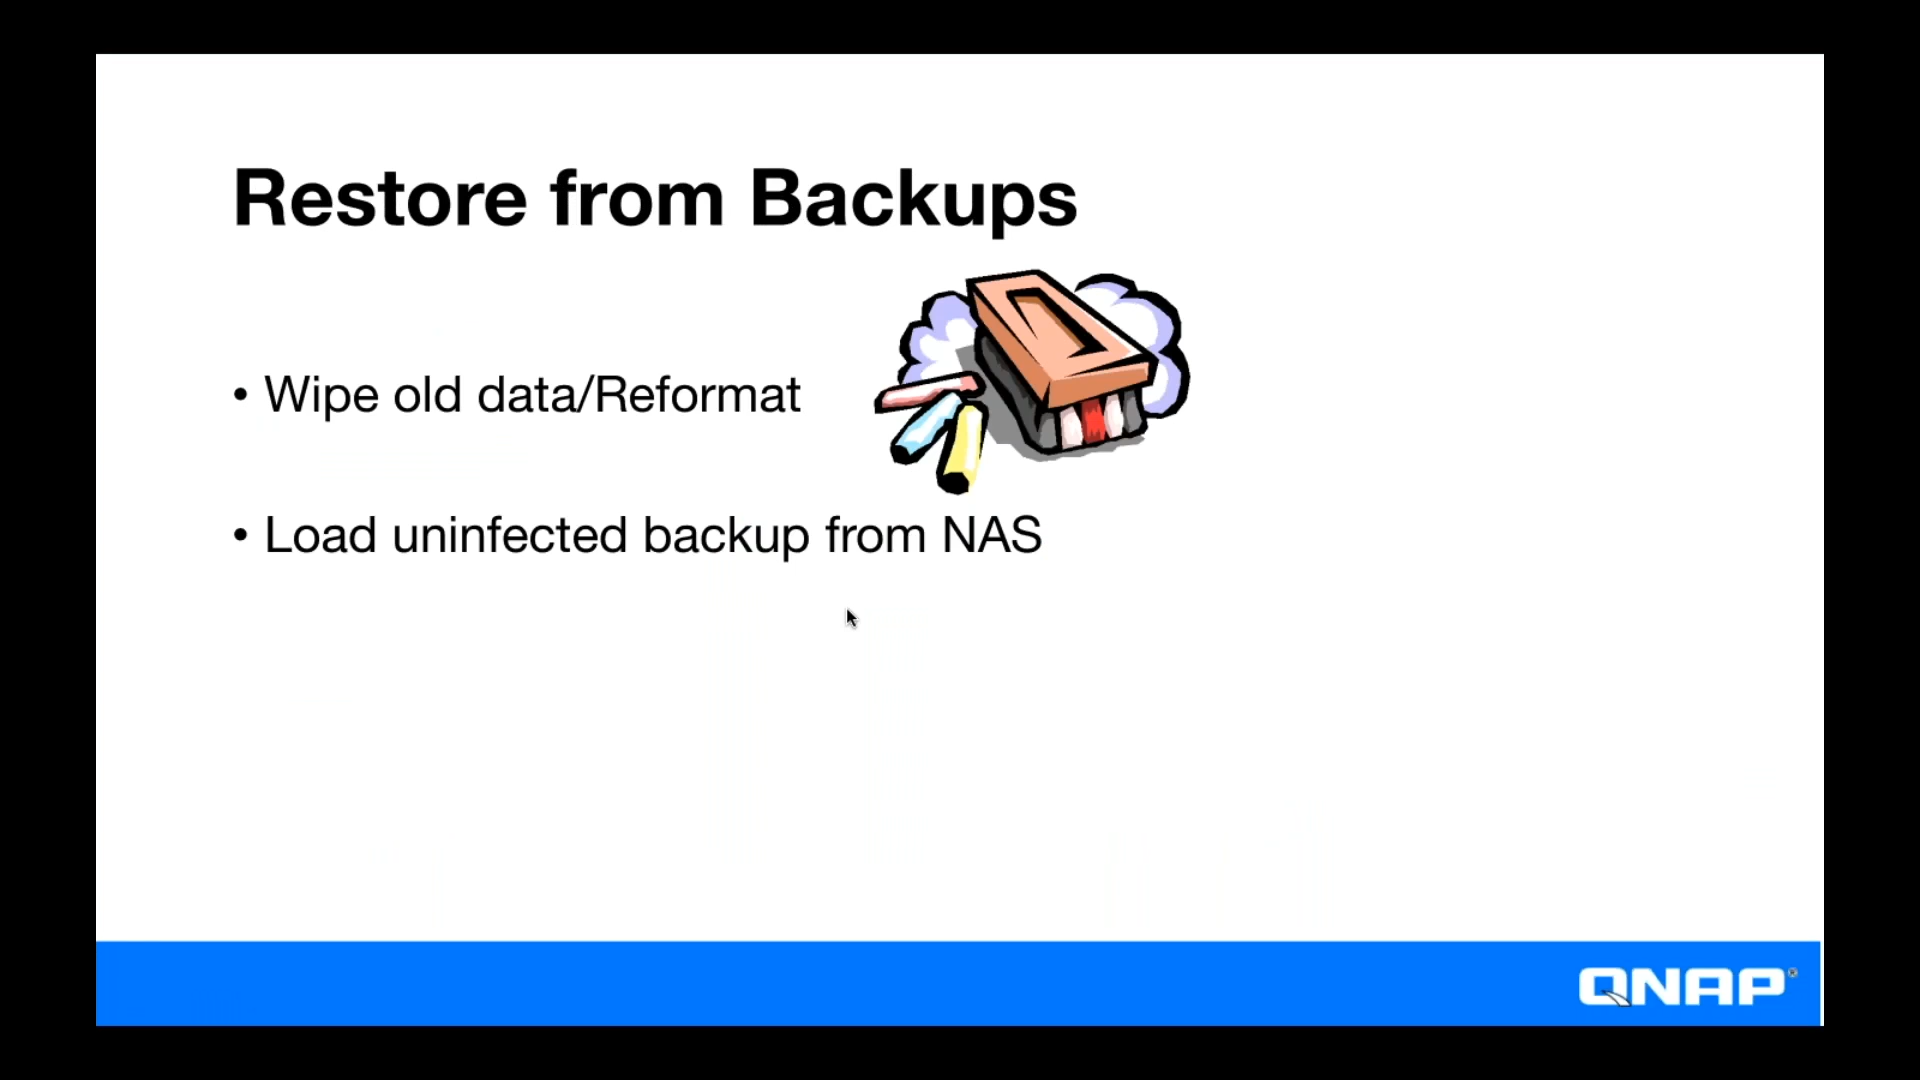 Restore from Backups
• Wipe old data/Reformat
• Load uninfected backup from NAS
QNAP®